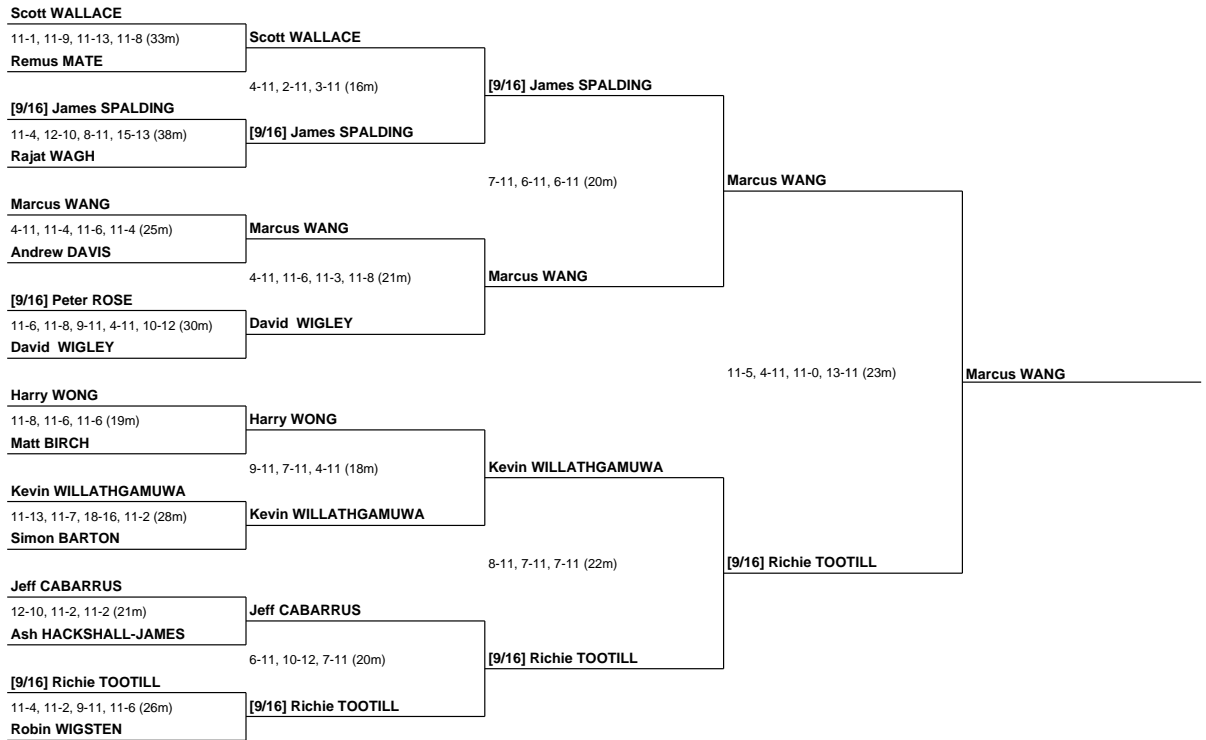 Scott WALLACE
11-1, 11-9, 11-13, 11-8 (33m)
Scott WALLACE
Remus MATE
4-11, 2-11, 3-11 (16m)
[9/16] James SPALDING
[9/16] James SPALDING
11-4, 12-10, 8-11, 15-13 (38m)
[9/16] James SPALDING
Rajat WAGH
7-11, 6-11, 6-11 (20m)
Marcus WANG
Marcus WANG
4-11, 11-4, 11-6, 11-4 (25m)
Marcus WANG
Andrew DAVIS
4-11, 11-6, 11-3, 11-8 (21m)
Marcus WANG
[9/16] Peter ROSE
11-6, 11-8, 9-11, 4-11, 10-12 (30m)
David  WIGLEY
David  WIGLEY
11-5, 4-11, 11-0, 13-11 (23m)
Marcus WANG
Harry WONG
11-8, 11-6, 11-6 (19m)
Harry WONG
Matt BIRCH
9-11, 7-11, 4-11 (18m)
Kevin WILLATHGAMUWA
Kevin WILLATHGAMUWA
11-13, 11-7, 18-16, 11-2 (28m)
Kevin WILLATHGAMUWA
Simon BARTON
8-11, 7-11, 7-11 (22m)
[9/16] Richie TOOTILL
Jeff CABARRUS
12-10, 11-2, 11-2 (21m)
Jeff CABARRUS
Ash HACKSHALL-JAMES
6-11, 10-12, 7-11 (20m)
[9/16] Richie TOOTILL
[9/16] Richie TOOTILL
11-4, 11-2, 9-11, 11-6 (26m)
[9/16] Richie TOOTILL
Robin WIGSTEN